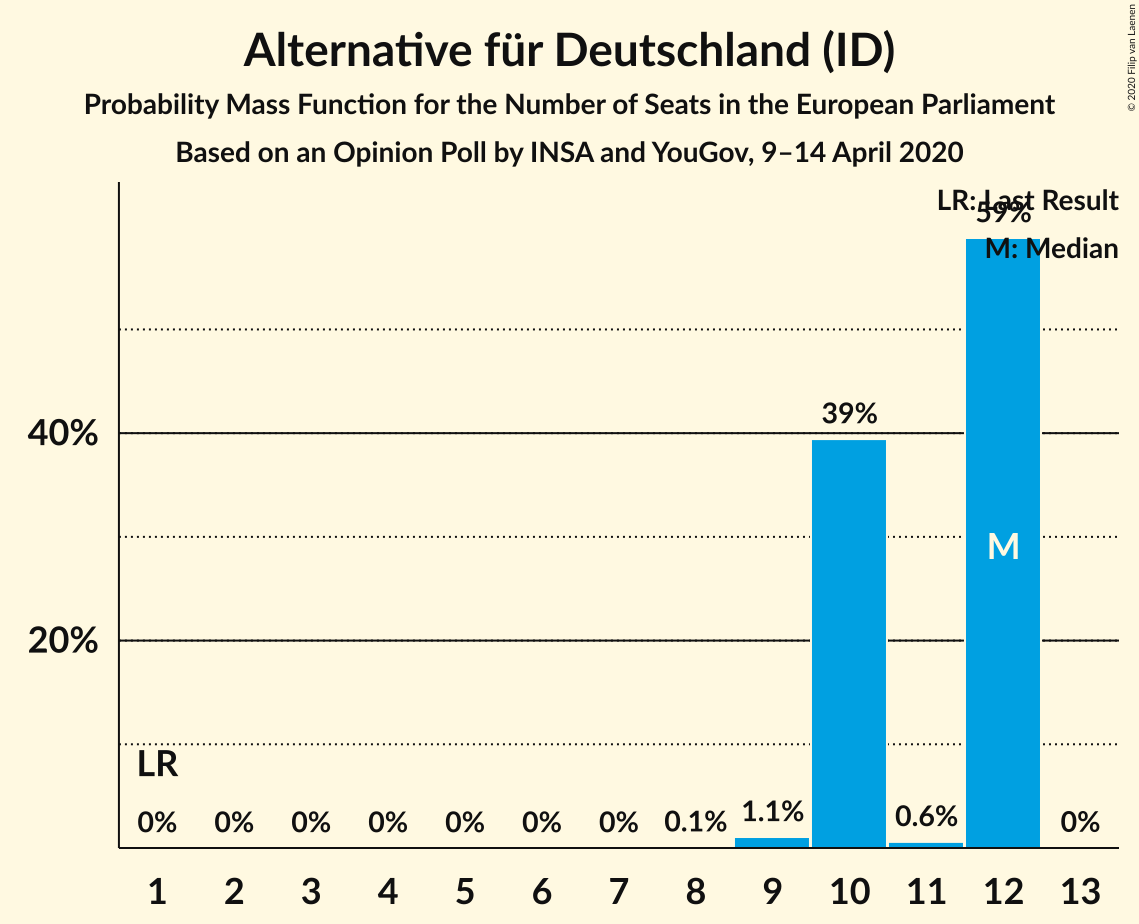 Alternative für Deutschland (ID)
Probability Mass Function for the Number of Seats in the European Parliament
Based on an Opinion Poll by INSA and YouGov, 9–14 April 2020
© 2020 Filip van Laenen
LR: Last Result
59%
M: Median
39%
40%
M
20%
LR
0% 0% 0% 0% 0% 0% 0% 0.1% 1.1% 0.6% 0%
1 2 3 4 5 6 7 8 9 10 11 12 13